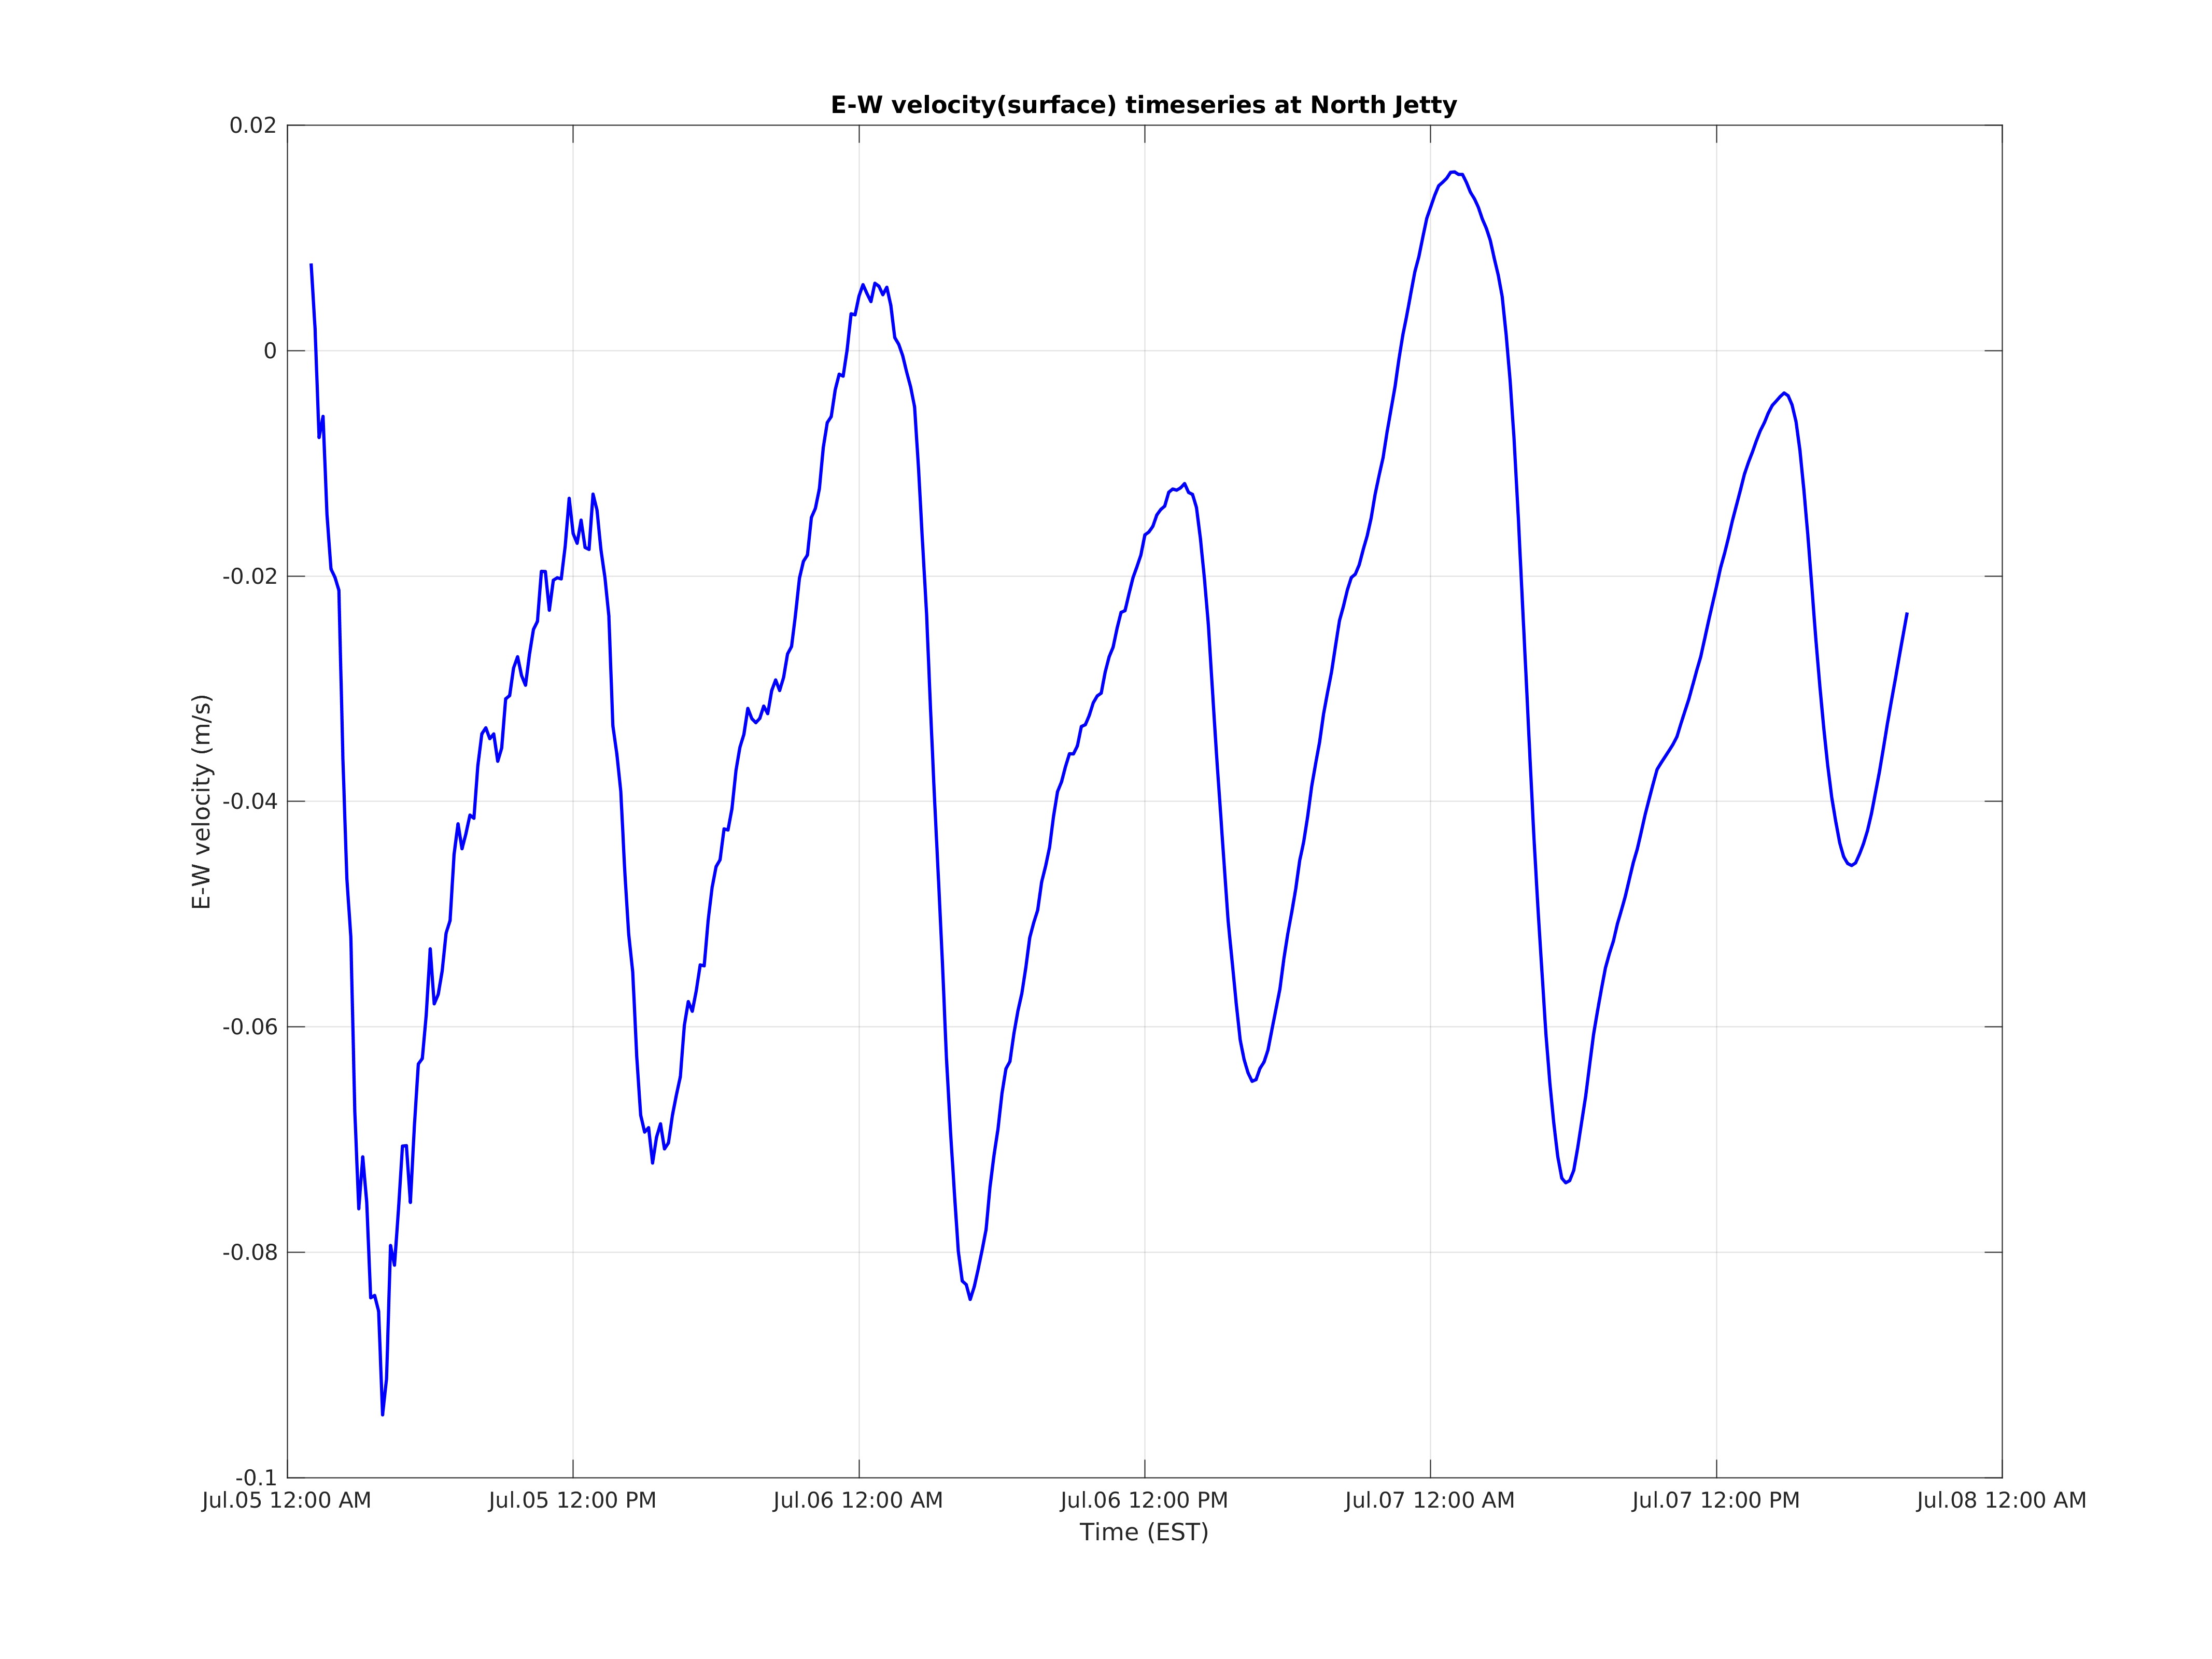 E-W velocity(surface) timeseries at North Jetty
0.02
0
-0.02
-0.04
-0.06
-0.08
-0.1
E-W velocity (m/s)
Jul.05 12:00 AM Jul.05 12:00 PM Jul.06 12:00 AM Jul.06 12:00 PM Jul.07 12:00 AM Jul.07 12:00 PM Jul.08 12:00 AM
Time (EST)